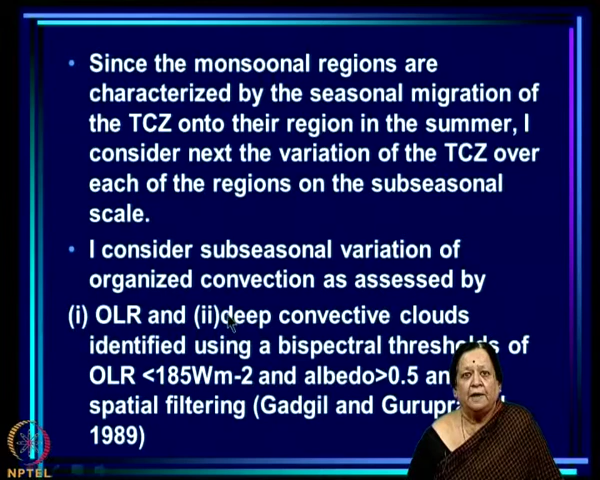 • Since the monsoonal regions are
characterized by the seasonal migration of
the TCZ onto their region in the summer, I
consider next the variation of the TCZ over
each of the regions on the subseasonal
scale.
• I consider subseasonal variation of
organized convection as assessed by
(i) OLR and (ii)deep convective clouds
identified using a bispectral thresholds of
OLR <185Wm-2 and albedo>0.5 an
spatial filtering (Gadgil and Gurupra
1989)
NPTEL